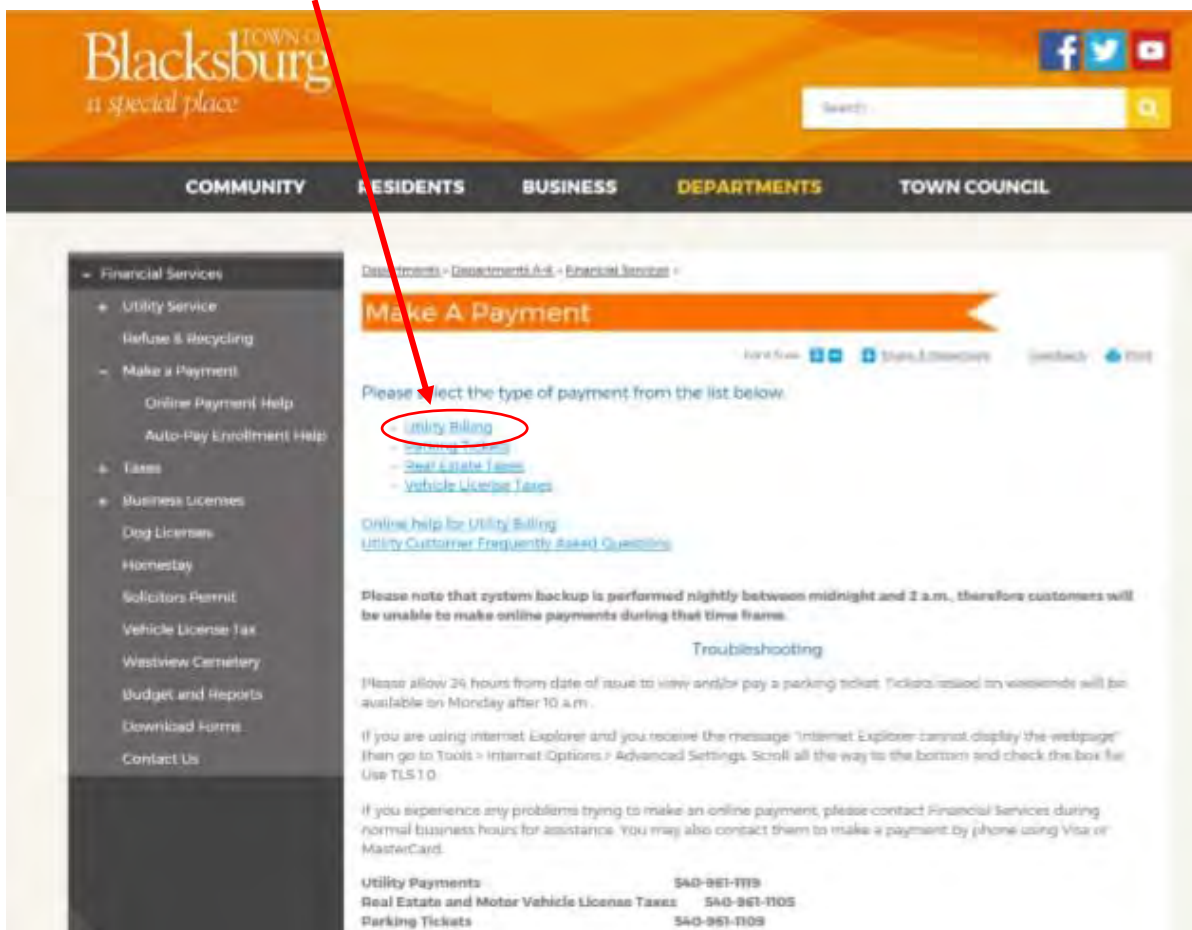 TOWN OF
Blacksburg
a special place
Search
COMMUNITY RESIDENTS BUSINESS DEPARTMENTS TOWN COUNCIL
- Financial Services
+ Utility Service
Refuse & Recycling
- Make a Payment
Online Payment Help
Auto-Pay Enrollment Help
+ Taxes
+ Business Licenses
Dog Licenses
Homestay
Solicitors Permit
Vehicle License Tax
Westview Cemetery
Budget and Reports
Download Forms
Contact Us
Departments » Departments A-K » Financial Services »
Make A Payment
Font Size: + - + Share & Bookmark Feedback Print
Please select the type of payment from the list below.
- Utility Billing
- Parking Tickets
- Real Estate Taxes
- Vehicle License Taxes
Online help for Utility Billing
Utility Customer Frequently Asked Questions
Please note that system backup is performed nightly between midnight and 2 a.m., therefore customers will
be unable to make online payments during that time frame.
Troubleshooting
Please allow 24 hours from date of issue to view and/or pay a parking ticket. Tickets issued on weekends will be
available on Monday after 10 a.m.
If you are using Internet Explorer and you receive the message "Internet Explorer cannot display the webpage"
then go to Tools > Internet Options > Advanced Settings. Scroll all the way to the bottom and check the box for
Use TLS 1.0
If you experience any problems trying to make an online payment, please contact Financial Services during
normal business hours for assistance. You may also contact them to make a payment by phone using Visa or
MasterCard.
Utility Payments 540-961-1119
Real Estate and Motor Vehicle License Taxes 540-961-1105
Parking Tickets 540-961-1109